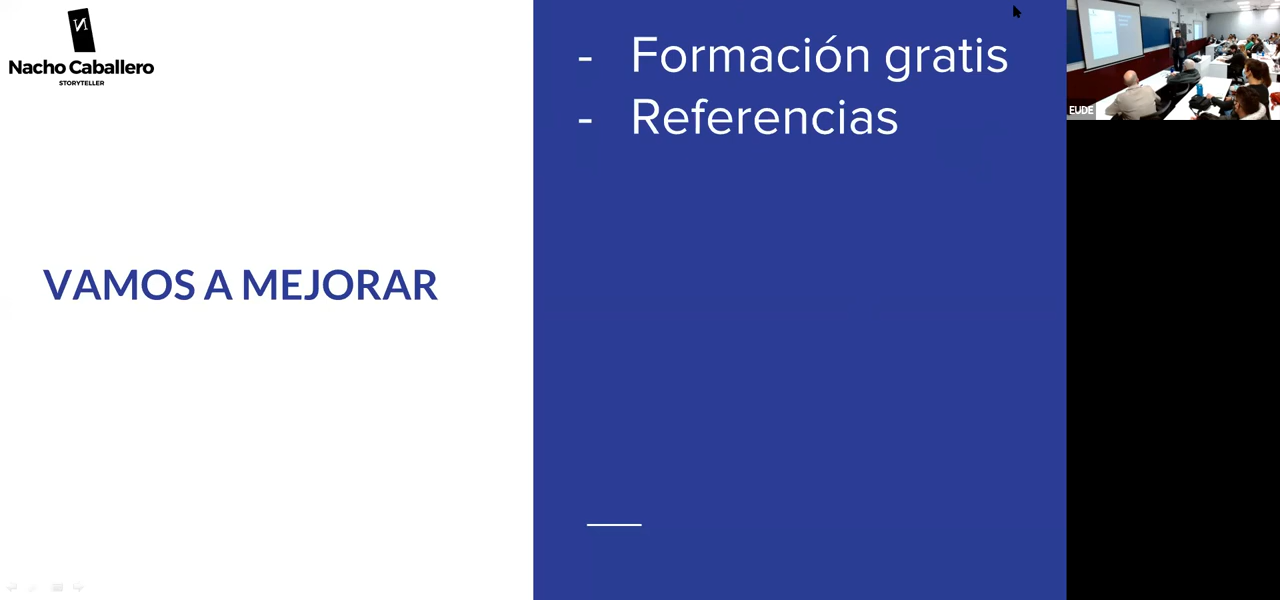 Nacho Caballero
STORYTELLER
VAMOS A MEJORAR
- Formación gratis
- Referencias
EUDE